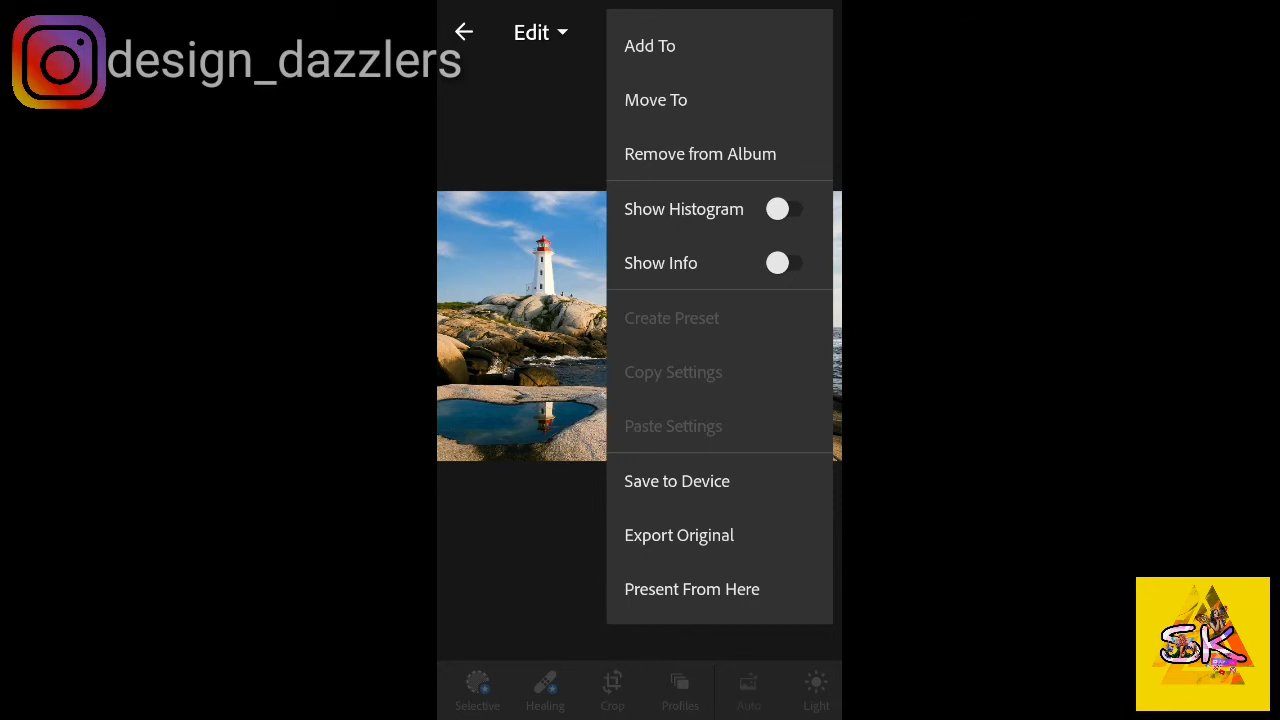 design_dazzlers
Edit
Add To
Move To
Remove from Album
Show Histogram
Show Info
Create Preset
Copy Settings
Paste Settings
Save to Device
Export Original
Present From Here
Selective
Healing
Crop
Profiles
Auto
Light
SK